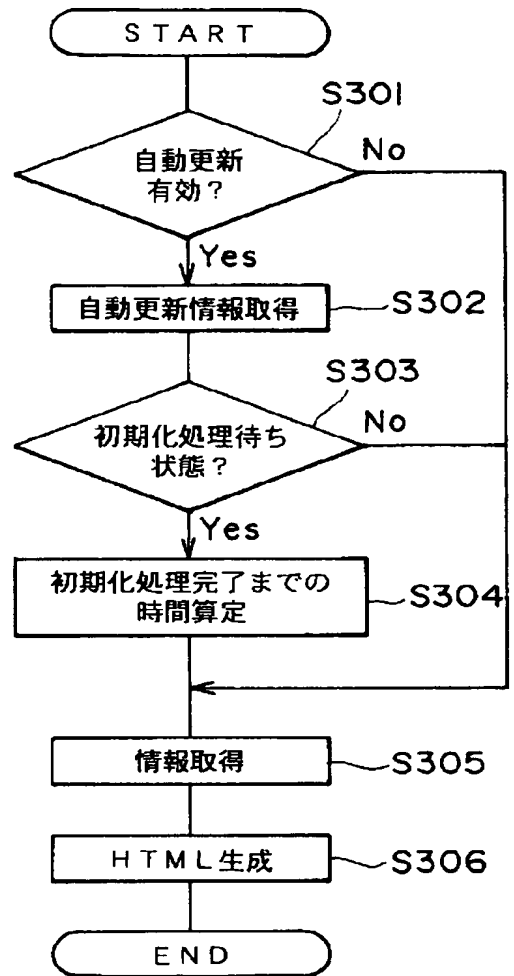 START
S301
自動更新
有効?
No
Yes
自動更新情報取得
S302
S303
初期化処理待ち
状態?
No
Yes
初期化処理完了までの
時間算定
S304
情報取得
S305
HTML生成
S306
END